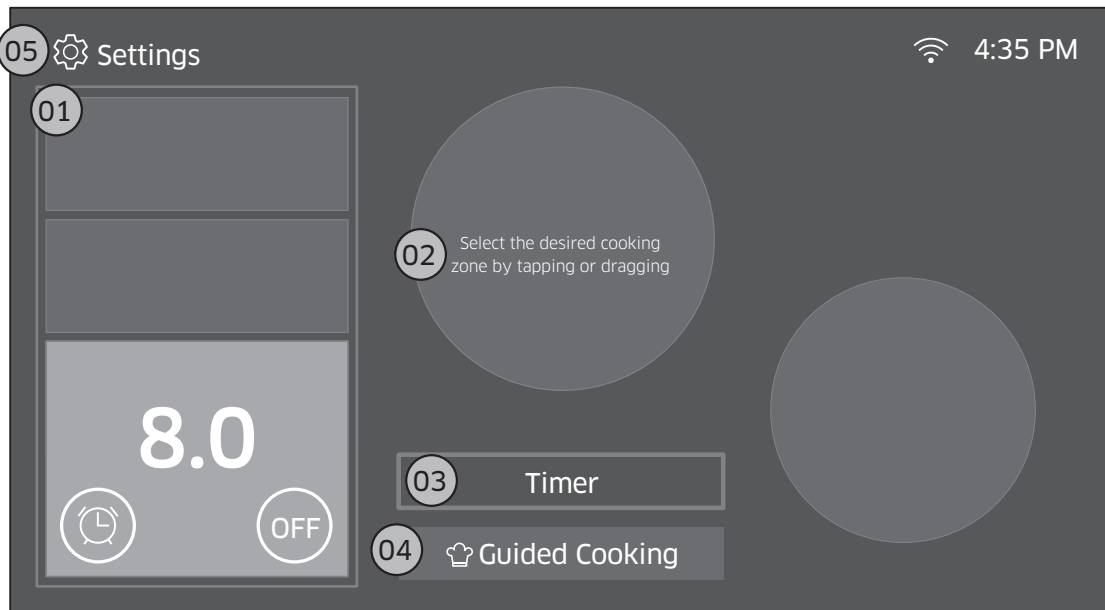 05 Settings 4:35 PM
01
02 Select the desired cooking
zone by tapping or dragging
8.0
OFF
03 Timer
04 Guided Cooking